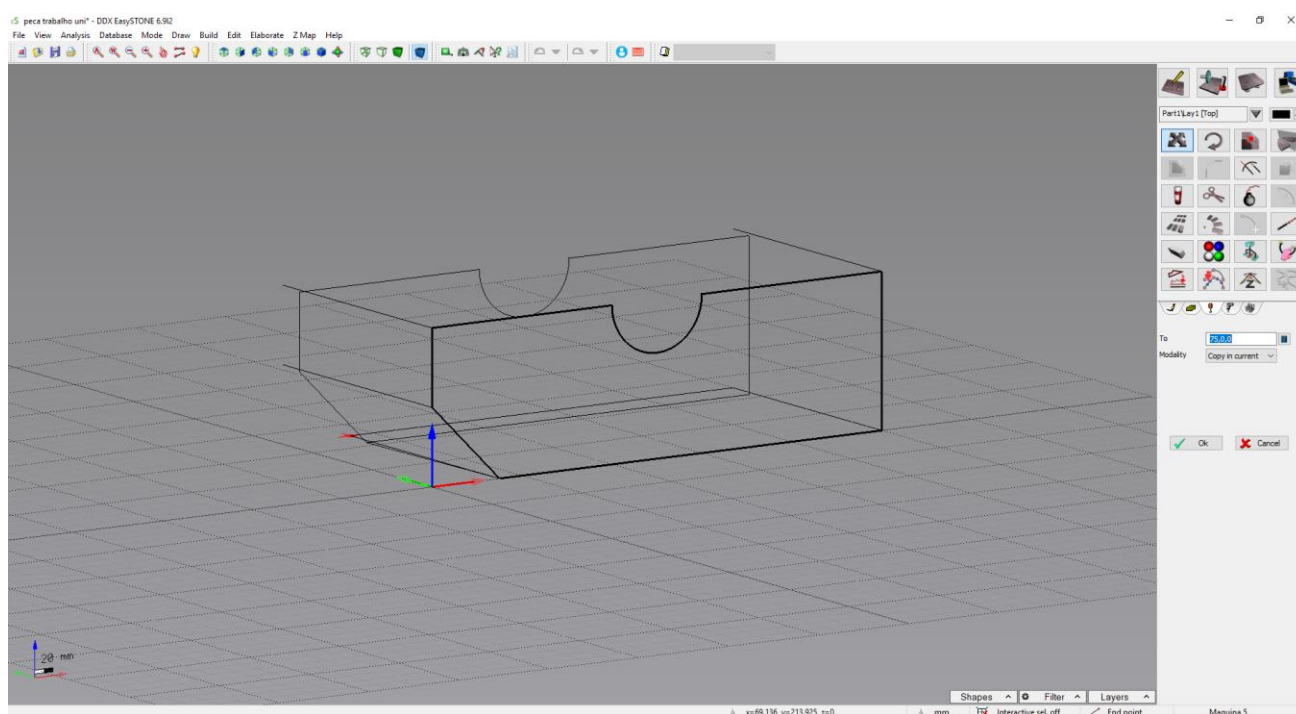 peca trabalho uni* - DDX EasySTONE 6.9i2
File View Analysis Database Mode Draw Build Edit Elaborate Z Map Help
Part1\Lay1 [Top]
To 75,0,0
Modality Copy in current
Ok Cancel
20 mm
Shapes Filter Layers
x=69,136 y=213,925 z=0 mm Interactive sel. off End point Maquina 5